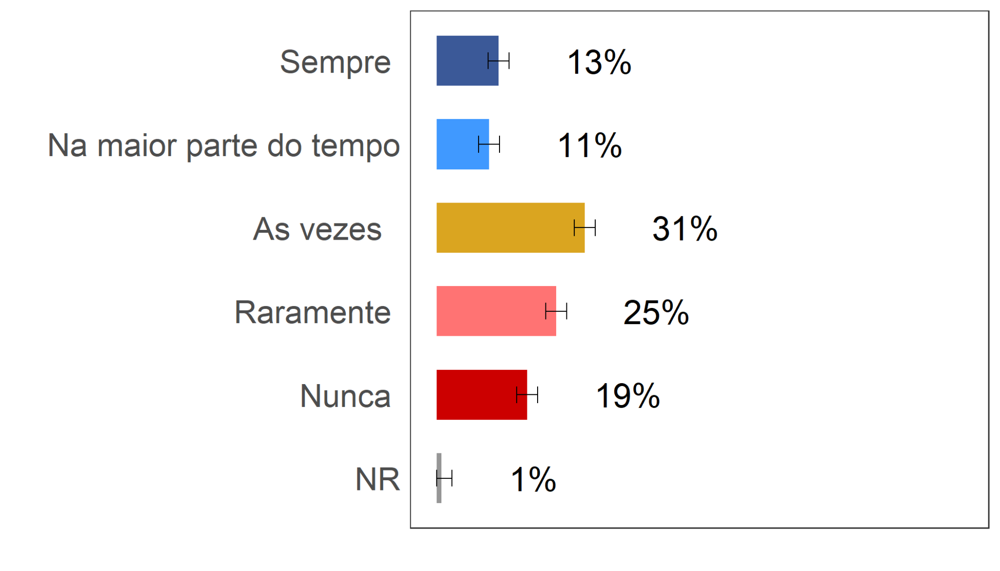 Sempre 13%
Na maior parte do tempo 11%
As vezes 31%
Raramente 25%
Nunca 19%
NR 1%